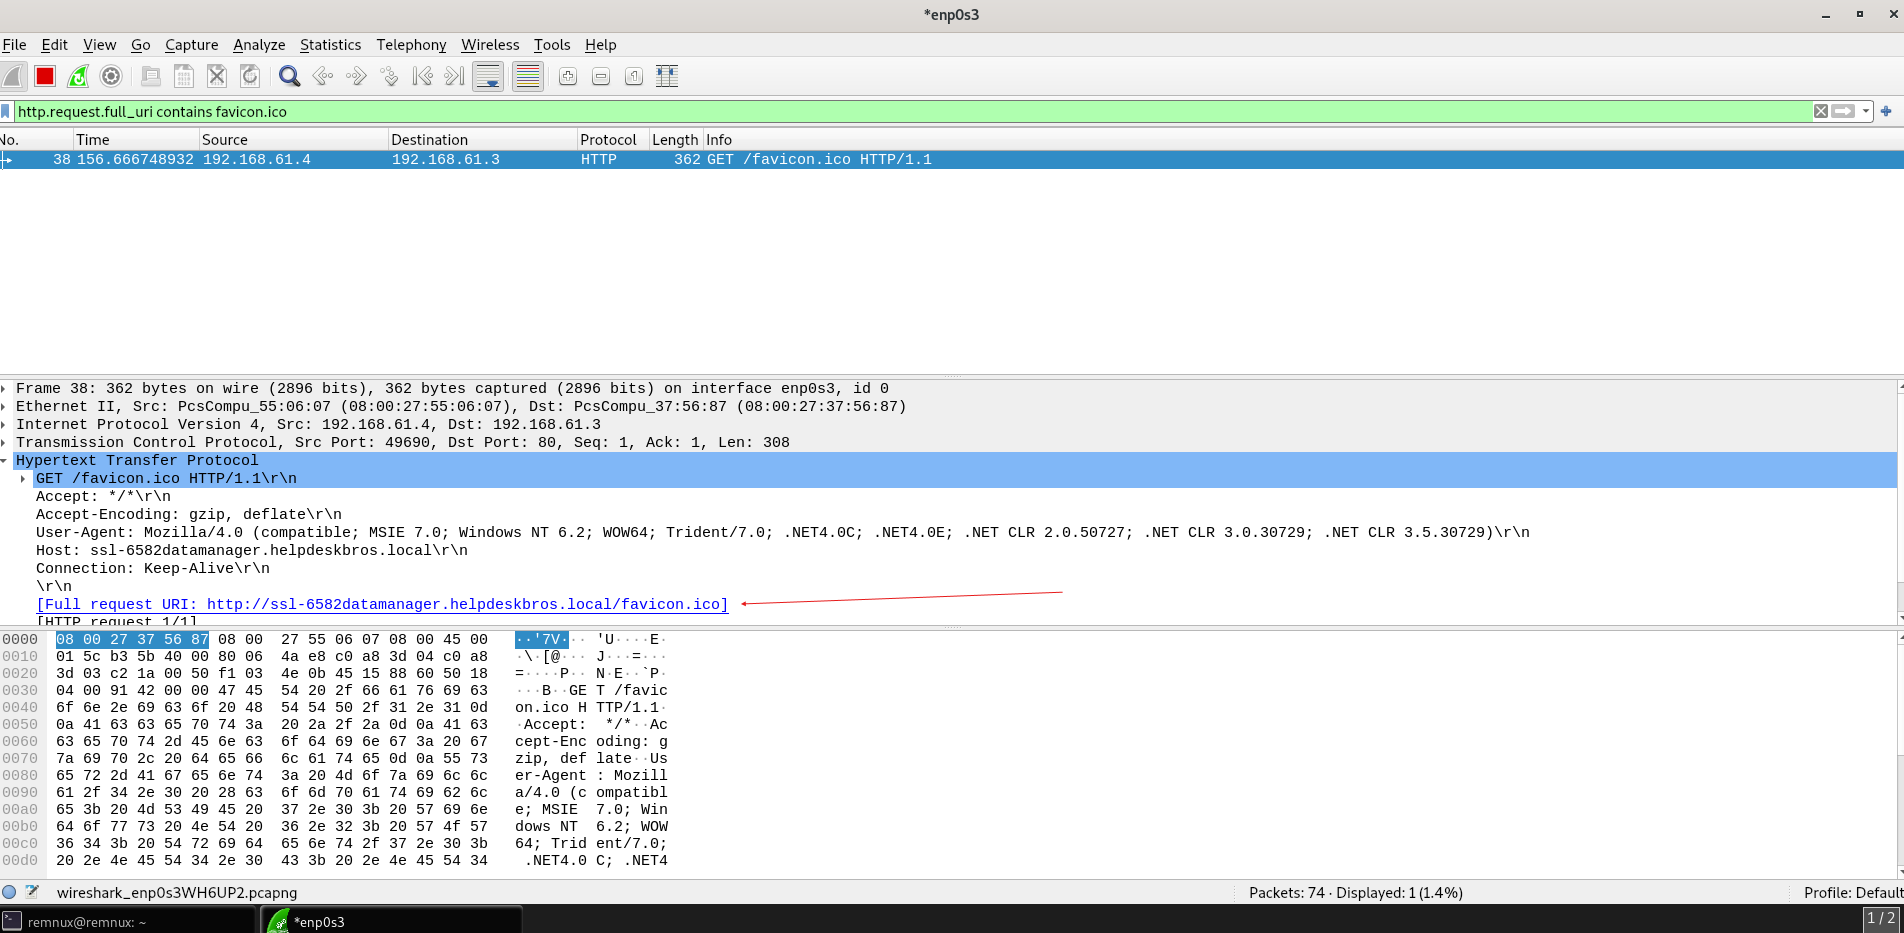 *enp0s3
File Edit View Go Capture Analyze Statistics Telephony Wireless Tools Help
http.request.full_uri contains favicon.ico
No. Time Source Destination Protocol Length Info
38 156.666748932 192.168.61.4 192.168.61.3 HTTP 362 GET /favicon.ico HTTP/1.1
Frame 38: 362 bytes on wire (2896 bits), 362 bytes captured (2896 bits) on interface enp0s3, id 0
Ethernet II, Src: PcsCompu_55:06:07 (08:00:27:55:06:07), Dst: PcsCompu_37:56:87 (08:00:27:37:56:87)
Internet Protocol Version 4, Src: 192.168.61.4, Dst: 192.168.61.3
Transmission Control Protocol, Src Port: 49690, Dst Port: 80, Seq: 1, Ack: 1, Len: 308
Hypertext Transfer Protocol
GET /favicon.ico HTTP/1.1\r\n
Accept: */*\r\n
Accept-Encoding: gzip, deflate\r\n
User-Agent: Mozilla/4.0 (compatible; MSIE 7.0; Windows NT 6.2; WOW64; Trident/7.0; .NET4.0C; .NET4.0E; .NET CLR 2.0.50727; .NET CLR 3.0.30729; .NET CLR 3.5.30729)\r\n
Host: ssl-6582datamanager.helpdeskbros.local\r\n
Connection: Keep-Alive\r\n
\r\n
[Full request URI: http://ssl-6582datamanager.helpdeskbros.local/favicon.ico]
[HTTP request 1/1]
0000 08 00 27 37 56 87 08 00 27 55 06 07 08 00 45 00 ··'7V··· 'U····E·
0010 01 5c b3 5b 40 00 80 06 4a e8 c0 a8 3d 04 c0 a8 ·\·[@··· J···=···
0020 3d 03 c2 1a 00 50 f1 03 4e 0b 45 15 88 60 50 18 =····P·· N·E··`P·
0030 04 00 91 42 00 00 47 45 54 20 2f 66 61 76 69 63 ···B··GE T /favic
0040 6f 6e 2e 69 63 6f 20 48 54 54 50 2f 31 2e 31 0d on.ico H TTP/1.1·
0050 0a 41 63 63 65 70 74 3a 20 2a 2f 2a 0d 0a 41 63 ·Accept: */*··Ac
0060 63 65 70 74 2d 45 6e 63 6f 64 69 6e 67 3a 20 67 cept-Enc oding: g
0070 7a 69 70 2c 20 64 65 66 6c 61 74 65 0d 0a 55 73 zip, def late··Us
0080 65 72 2d 41 67 65 6e 74 3a 20 4d 6f 7a 69 6c 6c er-Agent : Mozill
0090 61 2f 34 2e 30 20 28 63 6f 6d 70 61 74 69 62 6c a/4.0 (c ompatibl
00a0 65 3b 20 4d 53 49 45 20 37 2e 30 3b 20 57 69 6e e; MSIE 7.0; Win
00b0 64 6f 77 73 20 4e 54 20 36 2e 32 3b 20 57 4f 57 dows NT 6.2; WOW
00c0 36 34 3b 20 54 72 69 64 65 6e 74 2f 37 2e 30 3b 64; Trid ent/7.0;
00d0 20 2e 4e 45 54 34 2e 30 43 3b 20 2e 4e 45 54 34 .NET4.0 C; .NET4
wireshark_enp0s3WH6UP2.pcapng Packets: 74 · Displayed: 1 (1.4%) Profile: Default
remnux@remnux: ~ *enp0s3 1 / 2